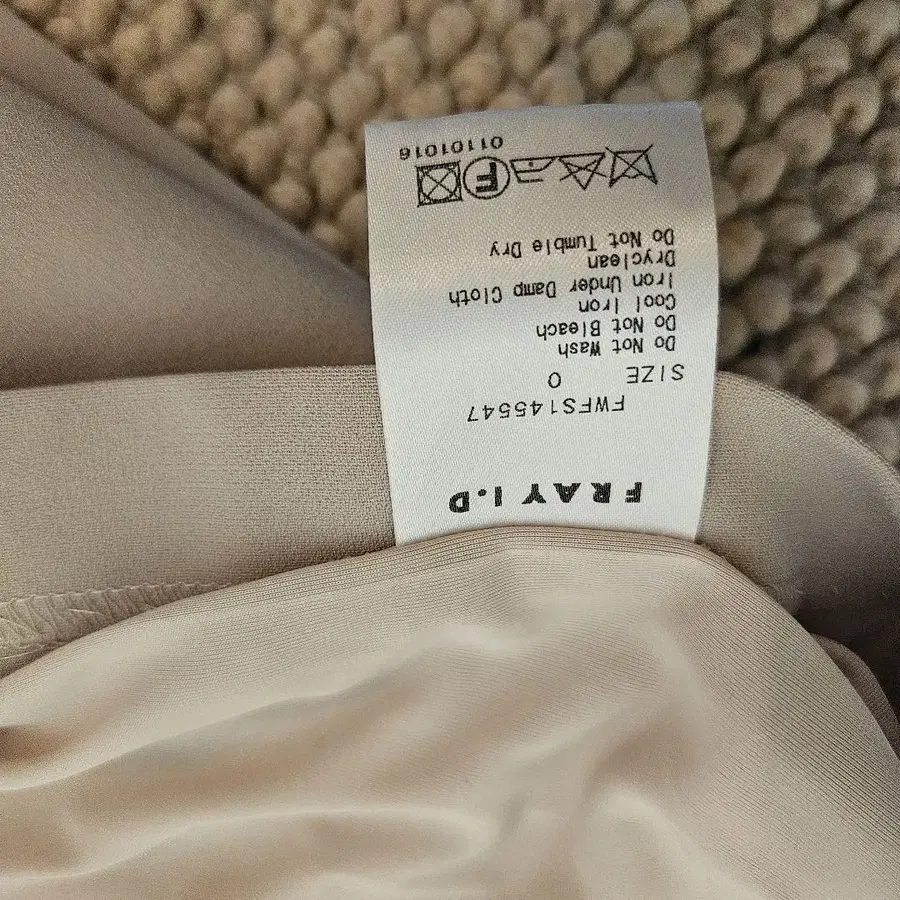 FRAY I.D
FWFS145547
SIZE 0
Do Not Wash
Do Not Bleach
Cool Iron
Iron Under Damp Cloth
Dryclean
Do Not Tumble Dry
F
01101016